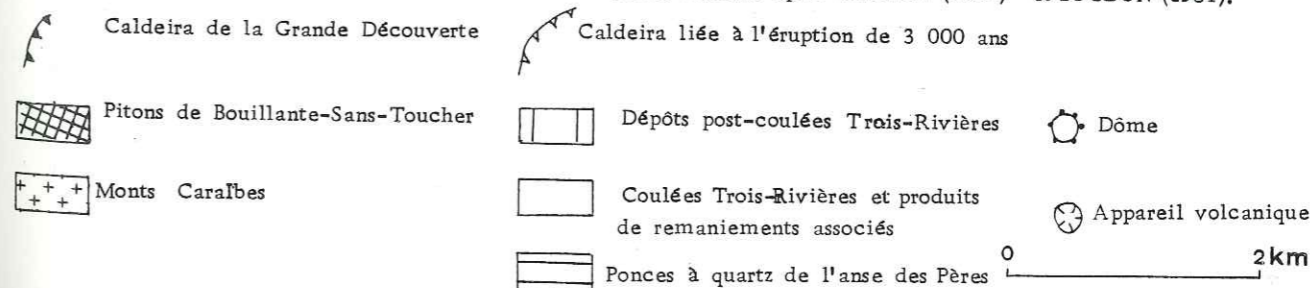 (1981).
Caldeira de la Grande Découverte
Caldeira liée à l'éruption de 3 000 ans
Pitons de Bouillante-Sans-Toucher
Dépôts post-coulées Trois-Rivières
Dôme
Monts Caraïbes
Coulées Trois-Rivières et produits
de remaniements associés
Appareil volcanique
Ponces à quartz de l'anse des Pères
0
2km